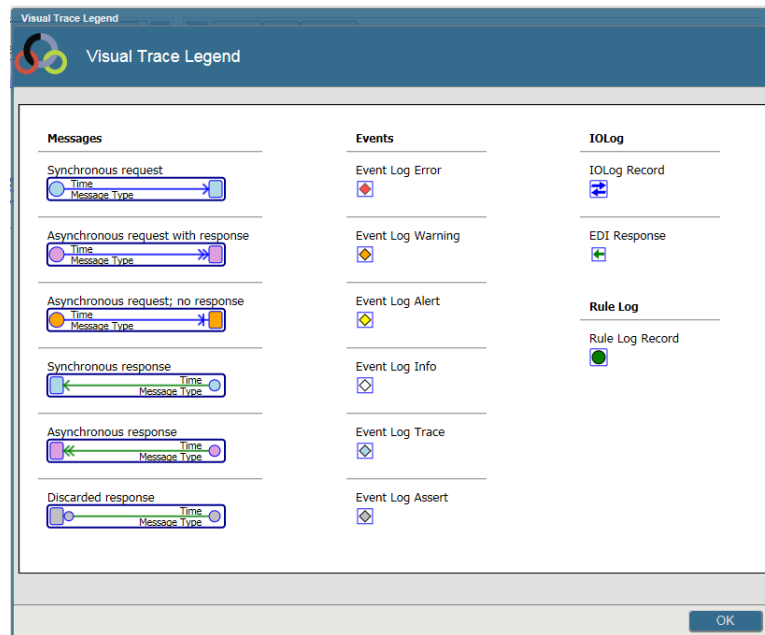 Visual Trace Legend
Visual Trace Legend
Messages
Synchronous request
Time
Message Type
Asynchronous request with response
Time
Message Type
Asynchronous request; no response
Time
Message Type
Synchronous response
Time
Message Type
Asynchronous response
Time
Message Type
Discarded response
Time
Message Type
Events
Event Log Error
Event Log Warning
Event Log Alert
Event Log Info
Event Log Trace
Event Log Assert
IOLog
IOLog Record
EDI Response
Rule Log
Rule Log Record
OK